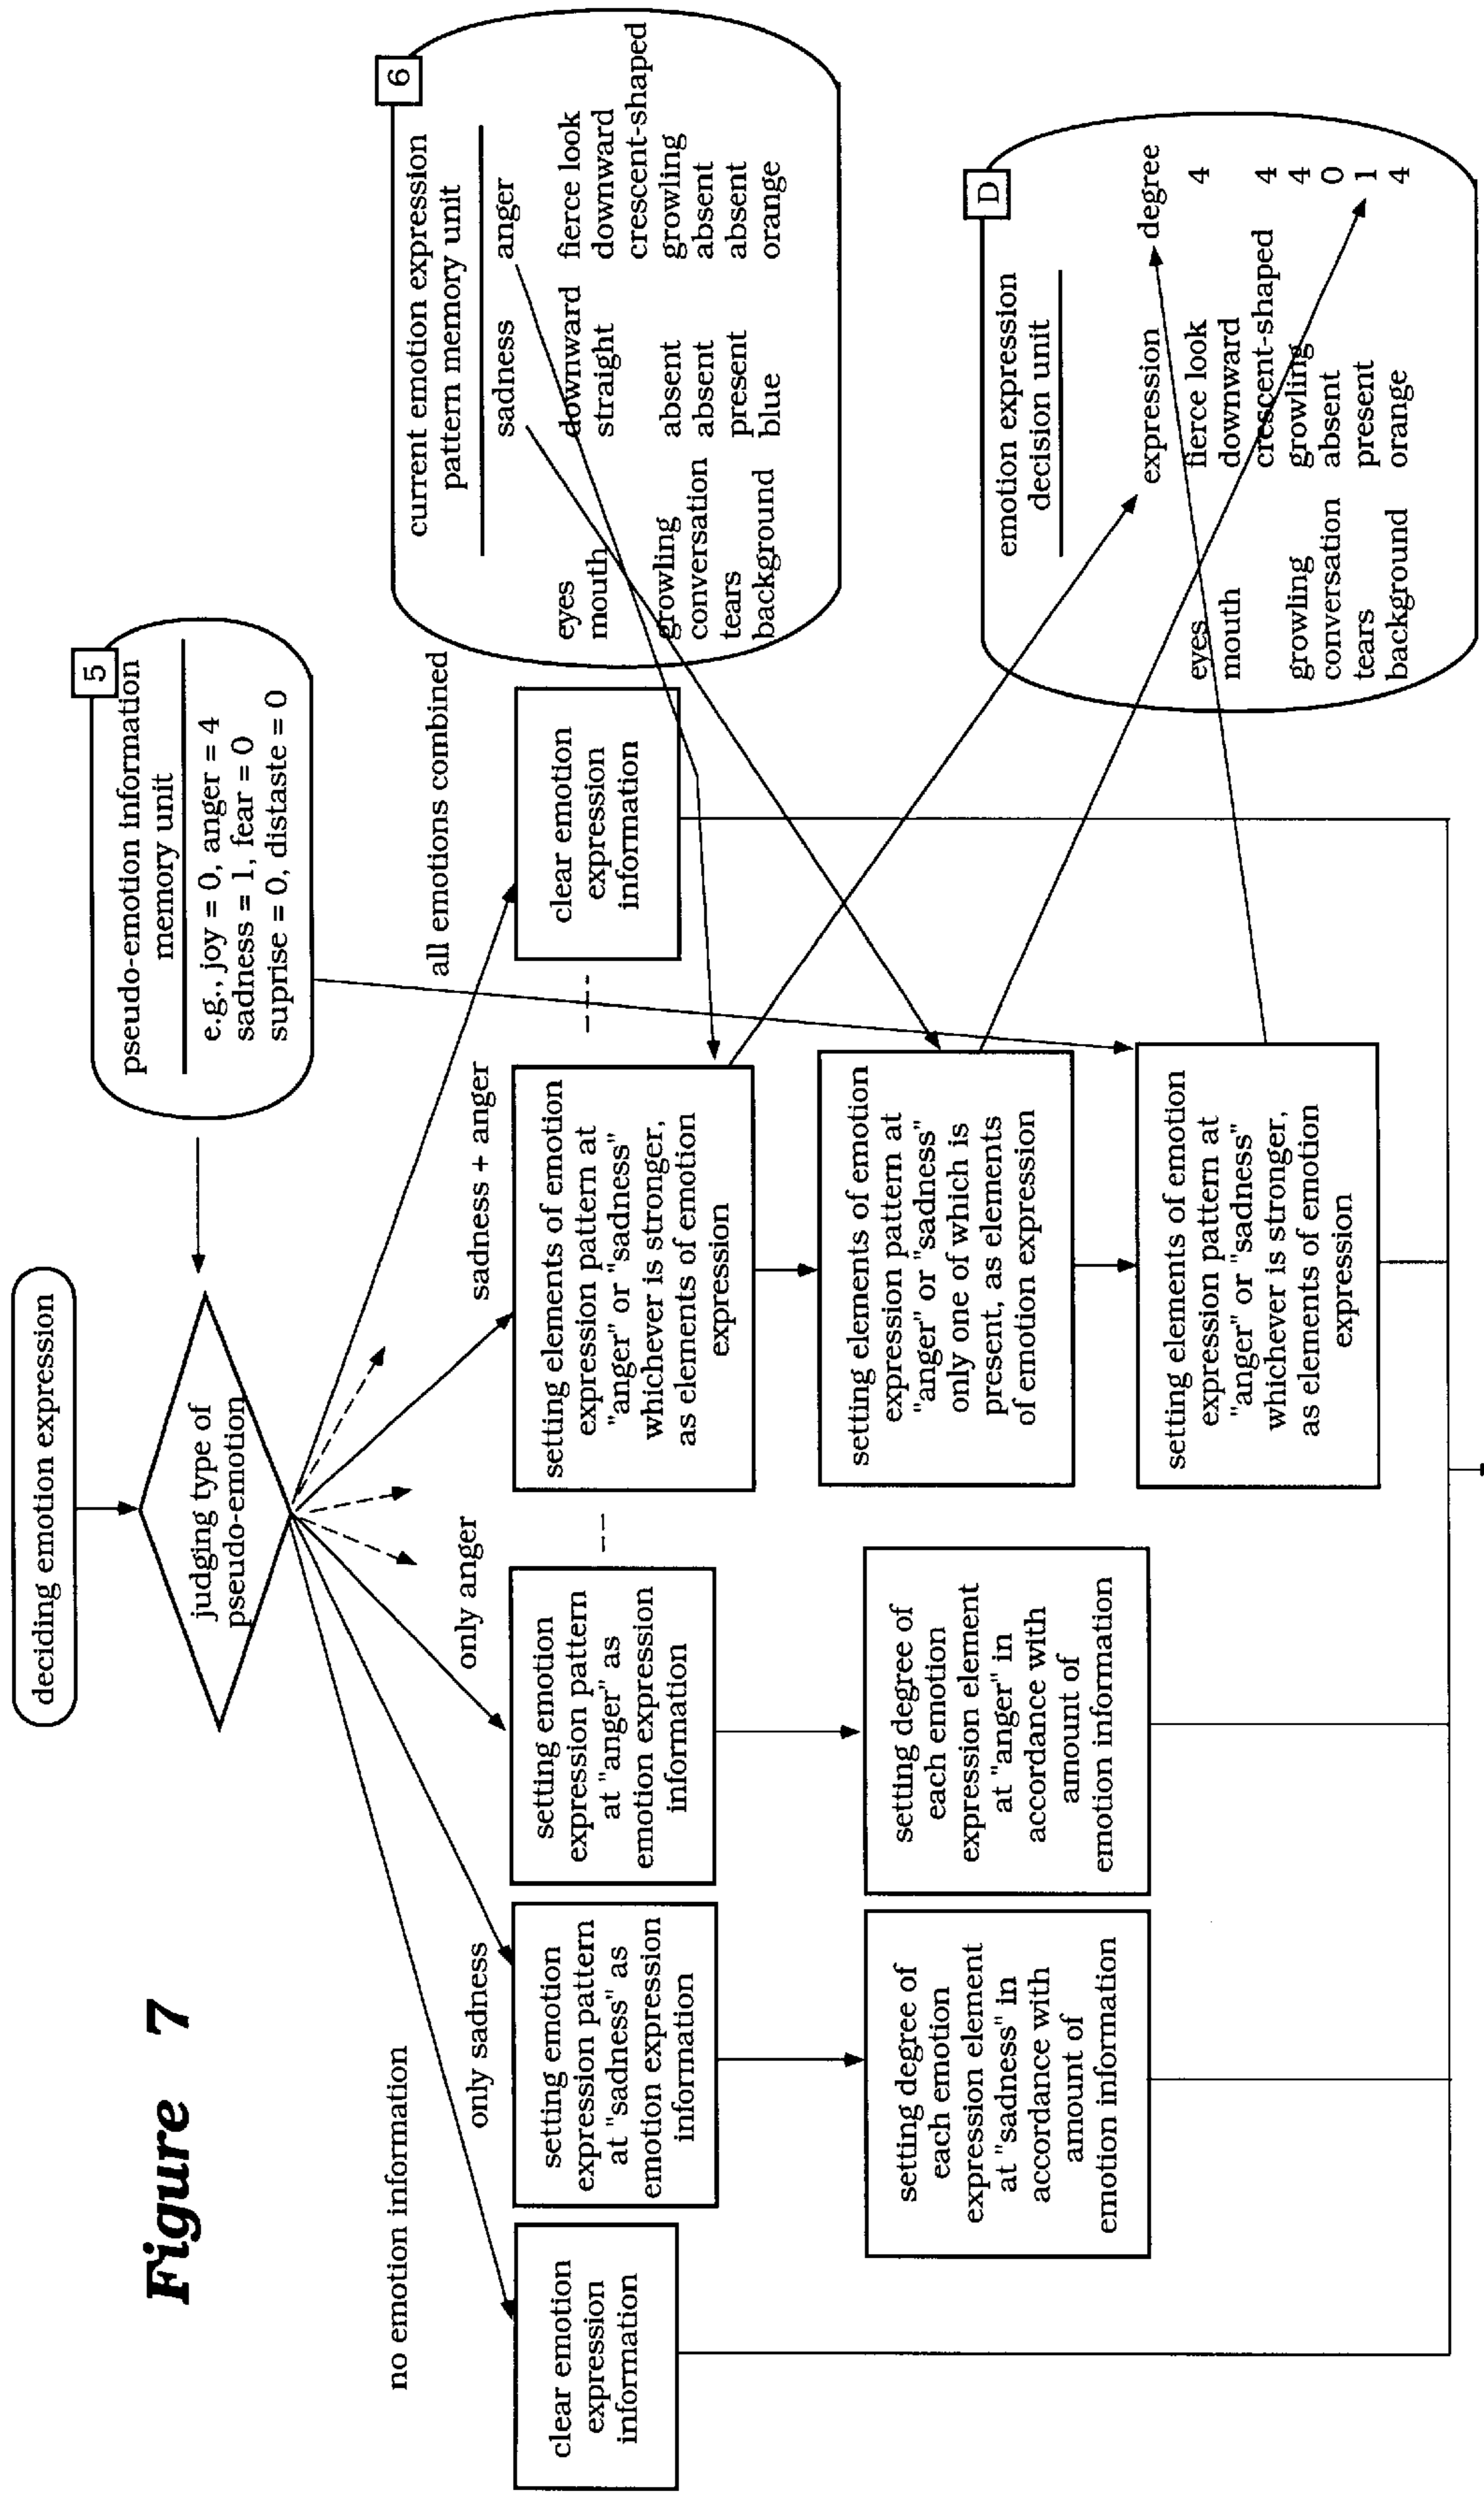 Figure 7
deciding emotion expression
judging type of
pseudo-emotion
5
pseudo-emotion information
memory unit
e.g., joy = 0, anger = 4
sadness = 1, fear = 0
suprise = 0, distaste = 0
no emotion information
only sadness
only anger
sadness + anger
all emotions combined
clear emotion
expression
information
setting emotion
expression pattern
at "sadness" as
emotion expression
information
setting degree of
each emotion
expression element
at "sadness" in
accordance with
amount of
emotion information
setting emotion
expression pattern
at "anger" as
emotion expression
information
setting degree of
each emotion
expression element
at "anger" in
accordance with
amount of
emotion information
setting elements of emotion
expression pattern at
"anger" or "sadness"
whichever is stronger,
as elements of emotion
expression
setting elements of emotion
expression pattern at
"anger" or "sadness"
only one of which is
present, as elements
of emotion expression
setting elements of emotion
expression pattern at
"anger" or "sadness"
whichever is stronger,
as elements of emotion
expression
clear emotion
expression
information
6
current emotion expression
pattern memory unit
sadness anger
eyes downward fierce look
mouth straight downward
crescent-shaped
growling absent growling
conversation absent absent
tears present absent
background blue orange
D
emotion expression
decision unit
expression degree
eyes fierce look 4
mouth downward
crescent-shaped 4
growling growling 4
conversation absent 0
tears present 1
background orange 4